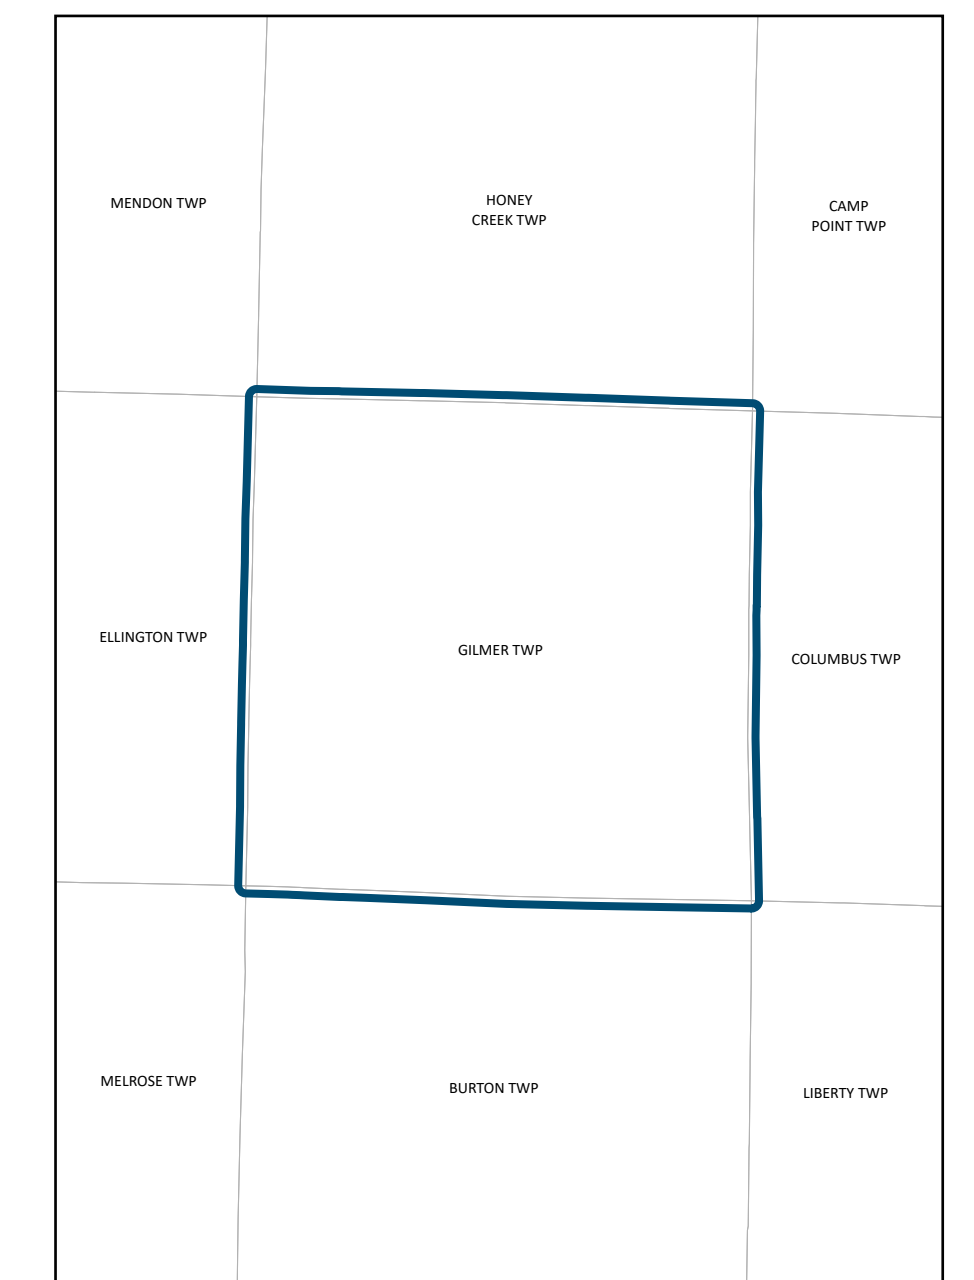 MENDON TWP
HONEY
CREEK TWP
CAMP
POINT TWP
ELLINGTON TWP
GILMER TWP
COLUMBUS TWP
MELROSE TWP
BURTON TWP
LIBERTY TWP